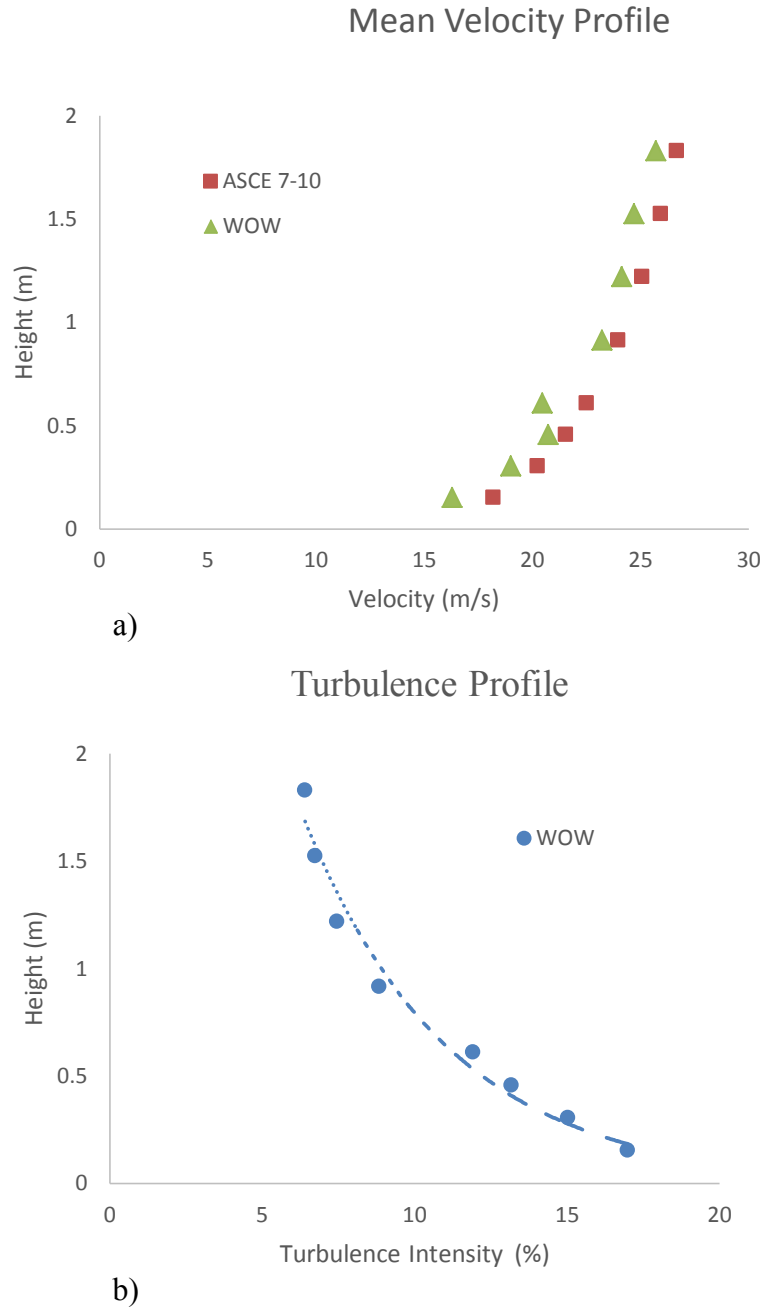 Mean Velocity Profile
2
1.5
1
0.5
0
Height (m)
ASCE 7-10
WOW
0 5 10 15 20 25 30
Velocity (m/s)
a)
Turbulence Profile
2
1.5
1
0.5
0
Height (m)
WOW
0 5 10 15 20
Turbulence Intensity (%)
b)